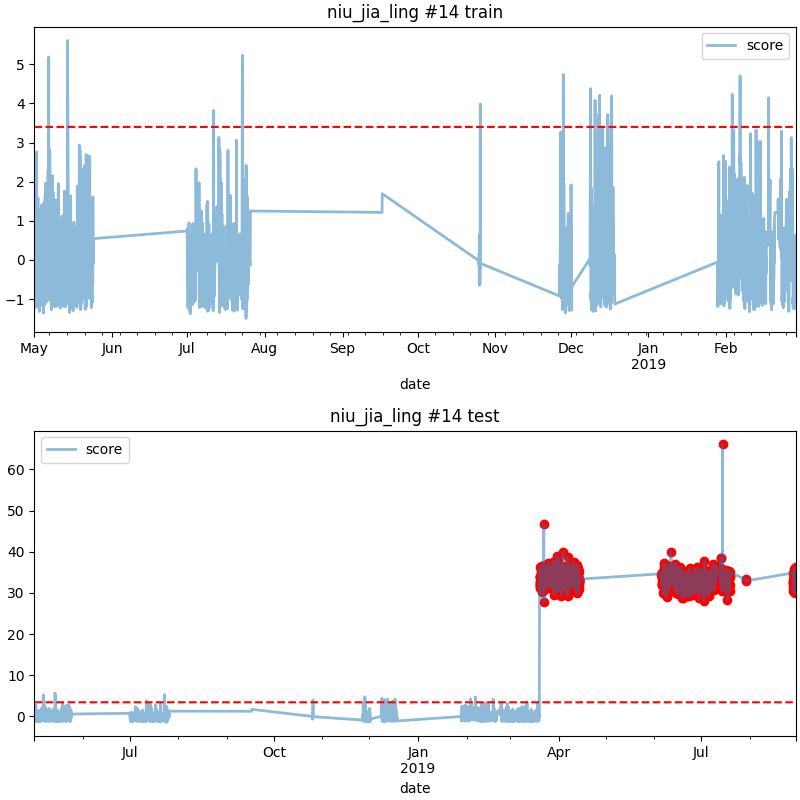 niu_jia_ling #14 train
score
5
4
3
2
1
0
−1
May Jun Jul Aug Sep Oct Nov Dec Jan Feb
2019
date
niu_jia_ling #14 test
score
60
50
40
30
20
10
0
Jul Oct Jan Apr Jul
2019
date